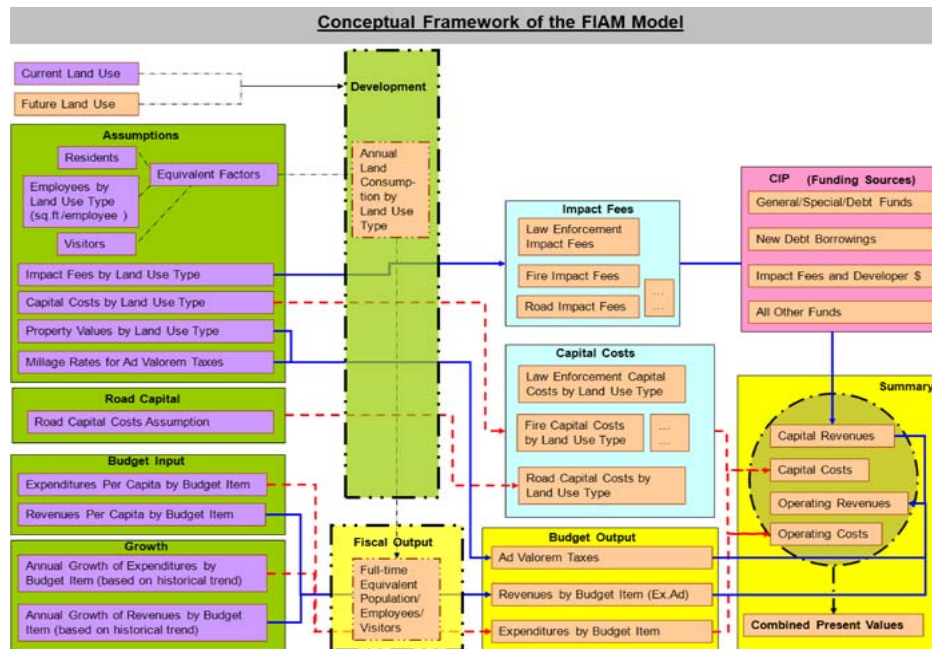 Conceptual Framework of the FIAM Model
Current Land Use
Future Land Use
Development
Annual
Land
Consump-
tion by
Land Use
Type
Assumptions
Residents
Employees by
Land Use Type
(sq.ft./employee )
Visitors
Equivalent Factors
Impact Fees by Land Use Type
Capital Costs by Land Use Type
Property Values by Land Use Type
Millage Rates for Ad Valorem Taxes
Road Capital
Road Capital Costs Assumption
Budget Input
Expenditures Per Capita by Budget Item
Revenues Per Capita by Budget Item
Growth
Annual Growth of Expenditures by
Budget Item (based on historical trend)
Annual Growth of Revenues by Budget
Item (based on historical trend)
Fiscal Output
Full-time
Equivalent
Population/
Employees/
Visitors
Impact Fees
Law Enforcement
Impact Fees
Fire Impact Fees
Road Impact Fees
...
...
Capital Costs
Law Enforcement Capital
Costs by Land Use Type
Fire Capital Costs
by Land Use Type
...
...
Road Capital Costs by
Land Use Type
Budget Output
Ad Valorem Taxes
Revenues by Budget Item (Ex.Ad)
Expenditures by Budget Item
CIP (Funding Sources)
General/Special/Debt Funds
New Debt Borrowings
Impact Fees and Developer $
All Other Funds
Summary
Capital Revenues
Capital Costs
Operating Revenues
Operating Costs
Combined Present Values